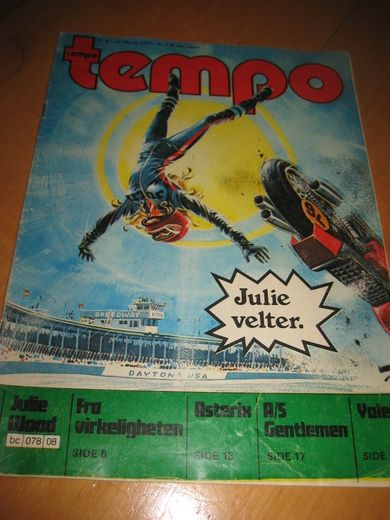 tempo
tempo
84
Julie
velter.
SPEEDWAY
DAYTONA USA
Julie
Wood
bc 078 08
Fra
virkeligheten
SIDE 8
Asterix
SIDE 13
A/S
Gentlemen
SIDE 17
SIDE